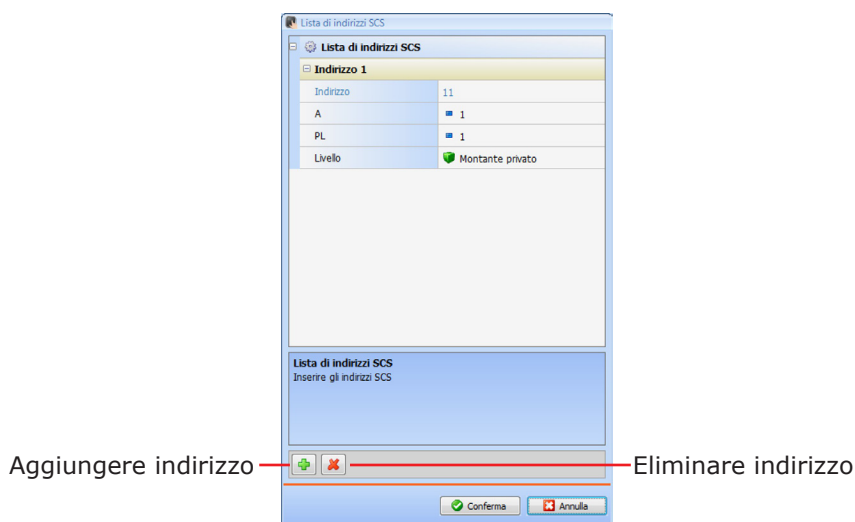 Lista di indirizzi SCS
Lista di indirizzi SCS
Indirizzo 1
Indirizzo 11
A 1
PL 1
Livello Montante privato
Lista di indirizzi SCS
Inserire gli indirizzi SCS
Aggiungere indirizzo Eliminare indirizzo
Conferma Annulla